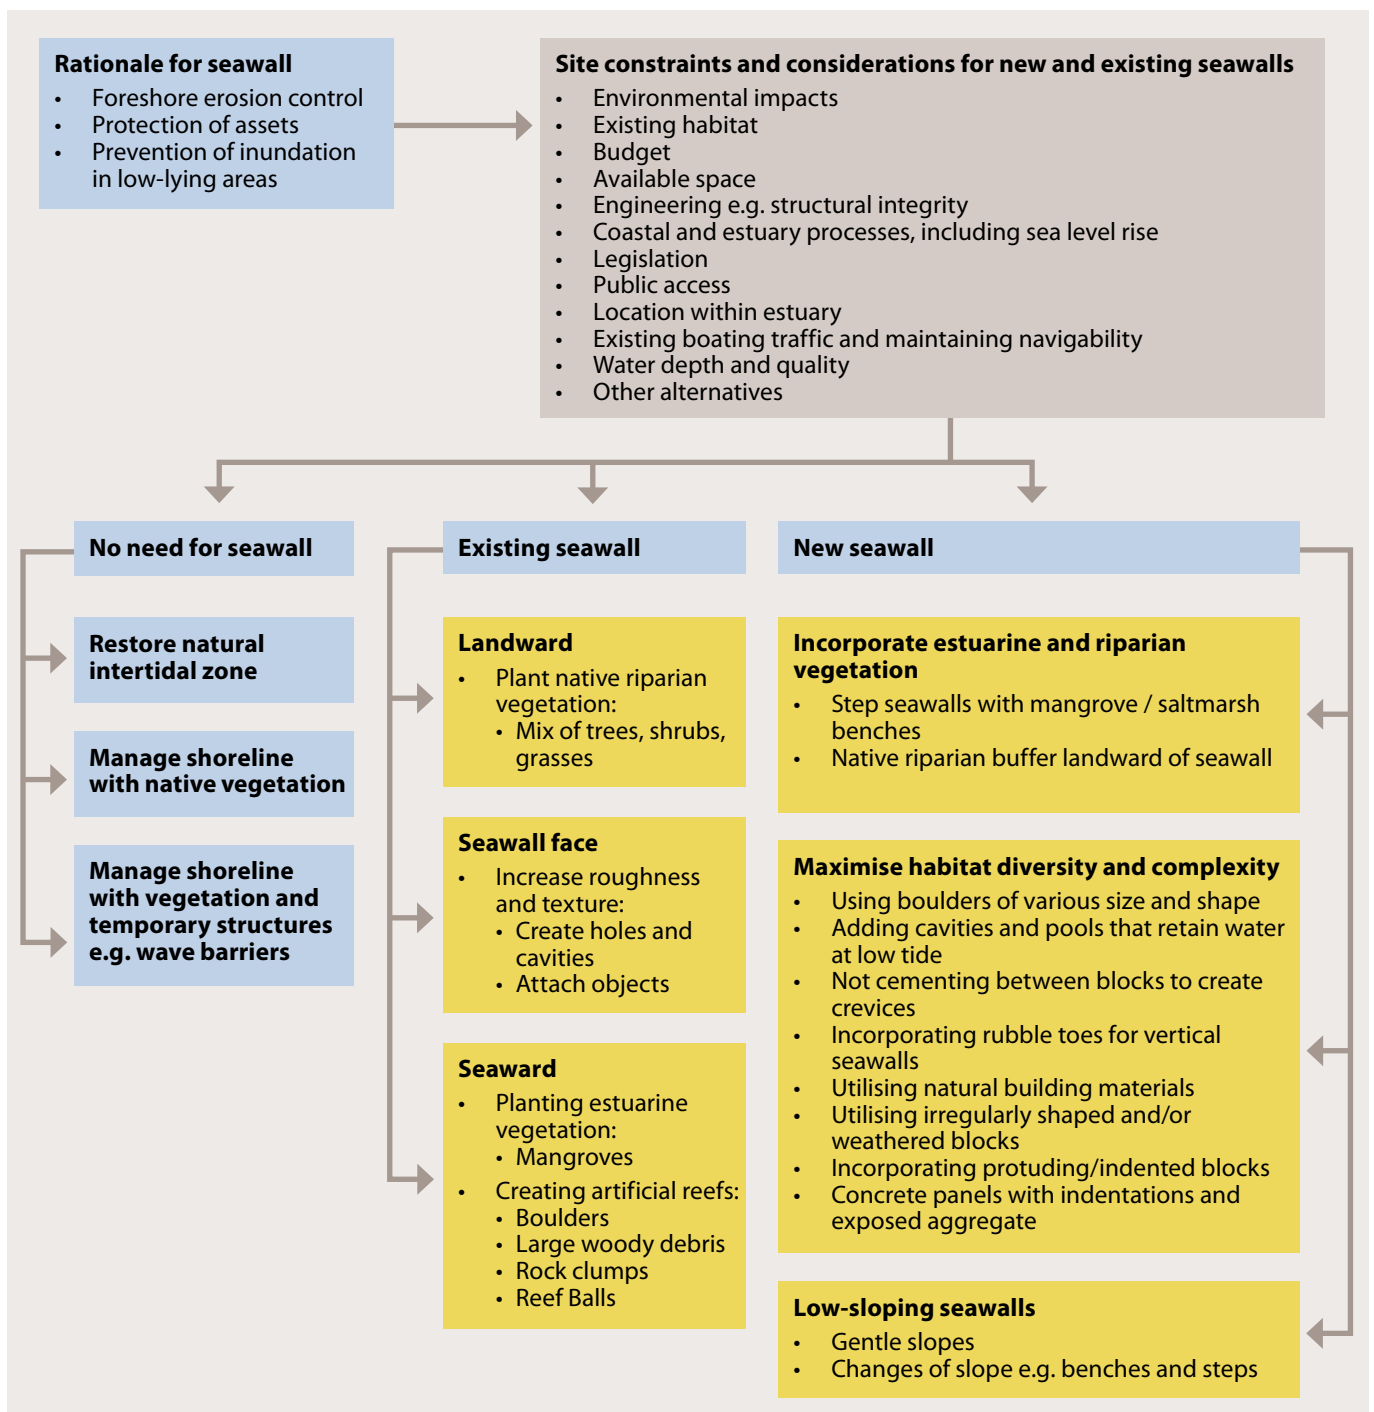 Rationale for seawall
• Foreshore erosion control
• Protection of assets
• Prevention of inundation
in low-lying areas
Site constraints and considerations for new and existing seawalls
• Environmental impacts
• Existing habitat
• Budget
• Available space
• Engineering e.g. structural integrity
• Coastal and estuary processes, including sea level rise
• Legislation
• Public access
• Location within estuary
• Existing boating traffic and maintaining navigability
• Water depth and quality
• Other alternatives
No need for seawall
Restore natural
intertidal zone
Manage shoreline
with native vegetation
Manage shoreline
with vegetation and
temporary structures
e.g. wave barriers
Existing seawall
Landward
• Plant native riparian
vegetation:
• Mix of trees, shrubs,
grasses
Seawall face
• Increase roughness
and texture:
• Create holes and
cavities
• Attach objects
Seaward
• Planting estuarine
vegetation:
• Mangroves
• Creating artificial reefs:
• Boulders
• Large woody debris
• Rock clumps
• Reef Balls
New seawall
Incorporate estuarine and riparian
vegetation
• Step seawalls with mangrove / saltmarsh
benches
• Native riparian buffer landward of seawall
Maximise habitat diversity and complexity
• Using boulders of various size and shape
• Adding cavities and pools that retain water
at low tide
• Not cementing between blocks to create
crevices
• Incorporating rubble toes for vertical
seawalls
• Utilising natural building materials
• Utilising irregularly shaped and/or
weathered blocks
• Incorporating protuding/indented blocks
• Concrete panels with indentations and
exposed aggregate
Low-sloping seawalls
• Gentle slopes
• Changes of slope e.g. benches and steps